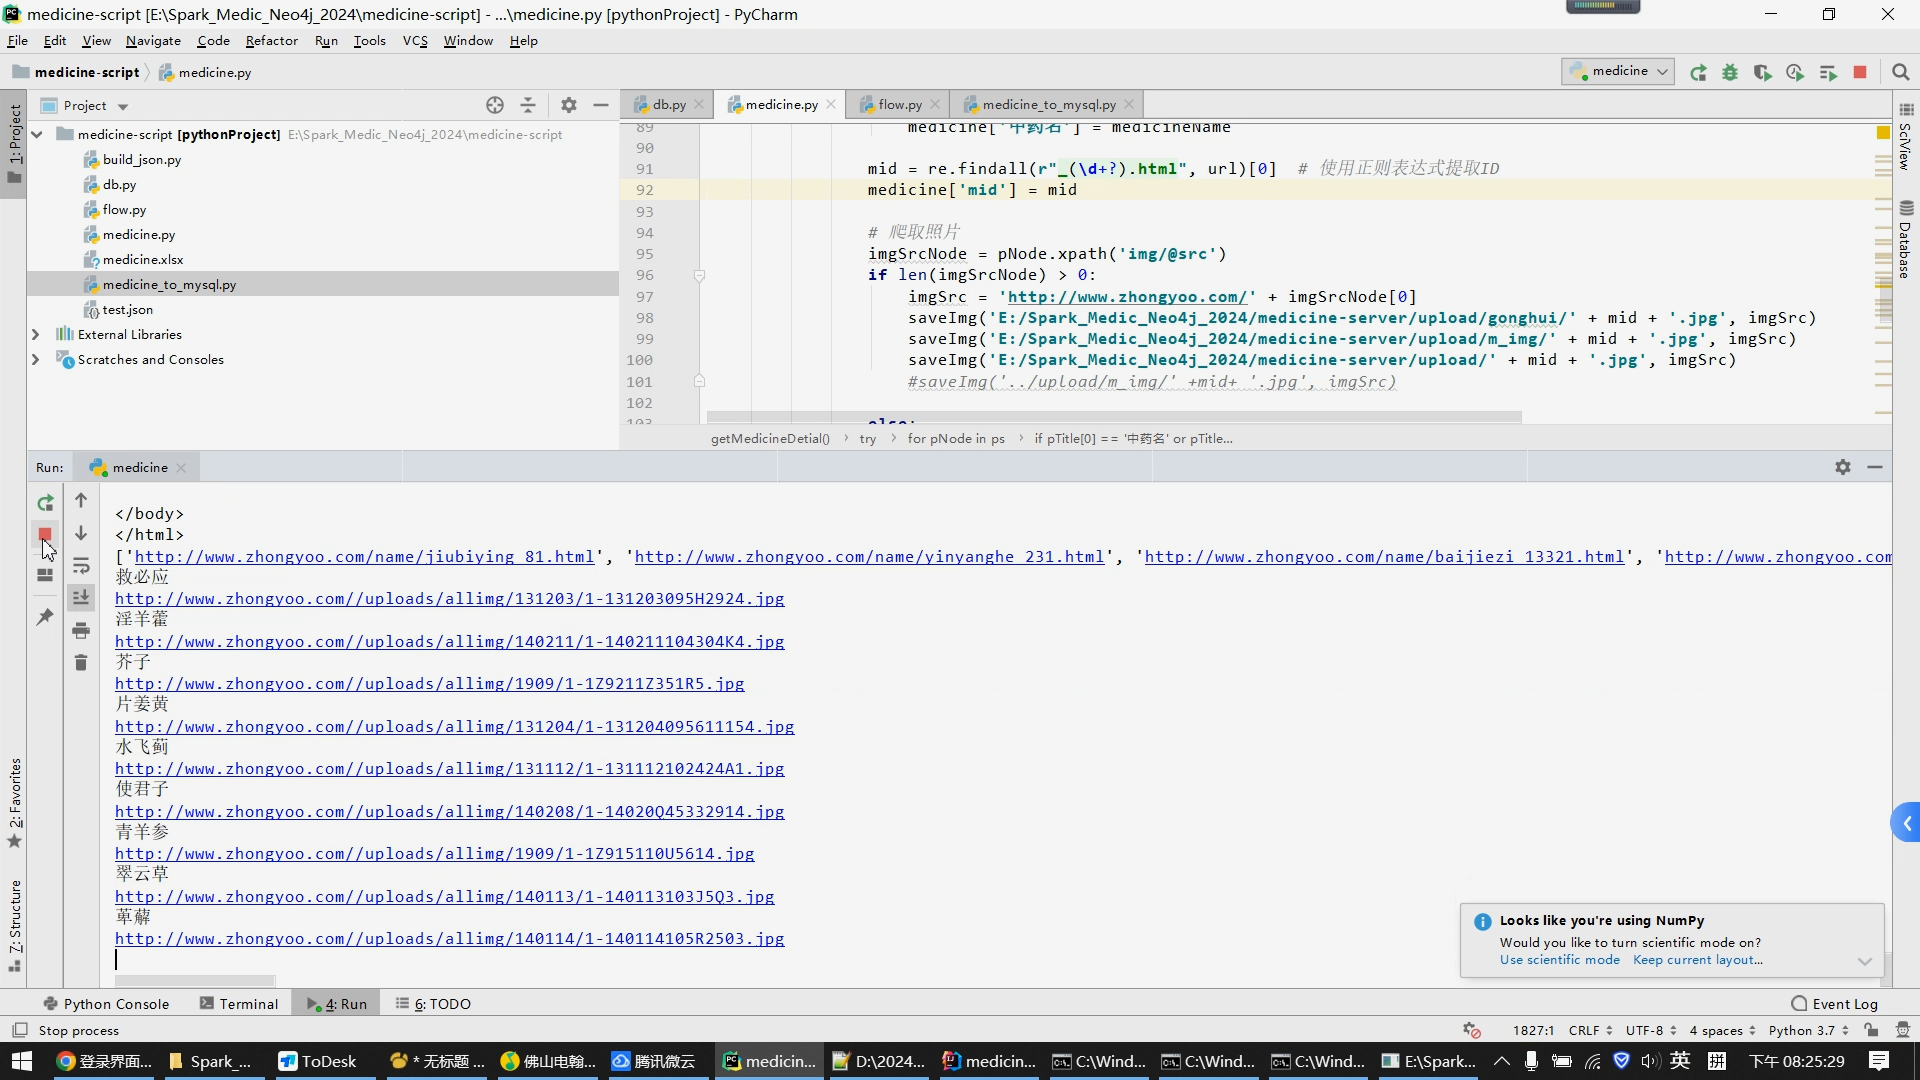 medicine-script [E:\Spark_Medic_Neo4j_2024\medicine-script] - ...\medicine.py [pythonProject] - PyCharm
File Edit View Navigate Code Refactor Run Tools VCS Window Help
medicine-script medicine.py medicine
Project
db.py medicine.py flow.py medicine_to_mysql.py
1: Project
medicine-script [pythonProject] E:\Spark_Medic_Neo4j_2024\medicine-script
build_json.py
db.py
flow.py
medicine.py
medicine.xlsx
medicine_to_mysql.py
test.json
External Libraries
Scratches and Consoles
89 medicine['中药名'] = medicineName
90
91 mid = re.findall(r"_(\d+?).html", url)[0] # 使用正则表达式提取ID
92 medicine['mid'] = mid
93
94 # 爬取照片
95 imgSrcNode = pNode.xpath('img/@src')
96 if len(imgSrcNode) > 0:
97 imgSrc = 'http://www.zhongyoo.com/' + imgSrcNode[0]
98 saveImg('E:/Spark_Medic_Neo4j_2024/medicine-server/upload/gonghui/' + mid + '.jpg', imgSrc)
99 saveImg('E:/Spark_Medic_Neo4j_2024/medicine-server/upload/m_img/' + mid + '.jpg', imgSrc)
100 saveImg('E:/Spark_Medic_Neo4j_2024/medicine-server/upload/' + mid + '.jpg', imgSrc)
101 #saveImg('../upload/m_img/' +mid+ '.jpg', imgSrc)
102
103 else:
getMedicineDetial() try for pNode in ps if pTitle[0] == '中药名' or pTitle...
SciView
Database
Run: medicine
</body>
</html>
['http://www.zhongyoo.com/name/jiubiying_81.html', 'http://www.zhongyoo.com/name/yinyanghe_231.html', 'http://www.zhongyoo.com/name/baijiezi_13321.html', 'http://www.zhongyoo.com
救必应
http://www.zhongyoo.com//uploads/allimg/131203/1-131203095H2924.jpg
淫羊藿
http://www.zhongyoo.com//uploads/allimg/140211/1-140211104304K4.jpg
芥子
http://www.zhongyoo.com//uploads/allimg/1909/1-1Z9211Z351R5.jpg
片姜黄
http://www.zhongyoo.com//uploads/allimg/131204/1-131204095611154.jpg
水飞蓟
http://www.zhongyoo.com//uploads/allimg/131112/1-131112102424A1.jpg
使君子
http://www.zhongyoo.com//uploads/allimg/140208/1-14020Q45332914.jpg
青羊参
http://www.zhongyoo.com//uploads/allimg/1909/1-1Z915110U5614.jpg
翠云草
http://www.zhongyoo.com//uploads/allimg/140113/1-140113103J5Q3.jpg
萆薢
http://www.zhongyoo.com//uploads/allimg/140114/1-140114105R2503.jpg
2: Favorites
7: Structure
Looks like you're using NumPy
Would you like to turn scientific mode on?
Use scientific mode Keep current layout...
Python Console Terminal 4: Run 6: TODO Event Log
Stop process 1827:1 CRLF UTF-8 4 spaces Python 3.7
登录界面... Spark_... ToDesk * 无标题 ... 佛山电翰... 腾讯微云 medicin... D:\2024... medicin... C:\Wind... C:\Wind... C:\Wind... E:\Spark... 英 拼 下午 08:25:29